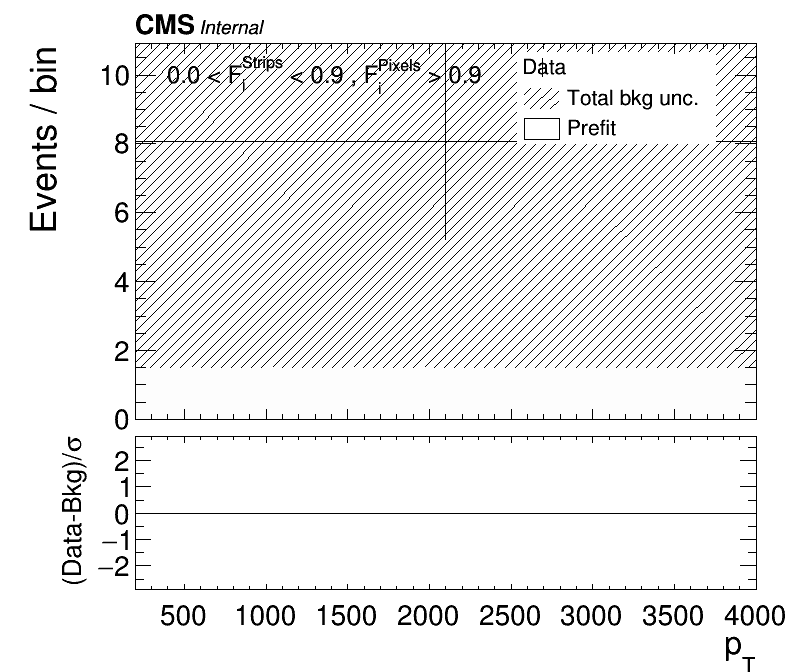 CMS Internal
Events / bin
0.0 < F_i^Strips < 0.9 , F_i^Pixels > 0.9
Data
Total bkg unc.
Prefit
10
8
6
4
2
0
(Data-Bkg)/σ
2
1
0
−1
−2
500 1000 1500 2000 2500 3000 3500 4000
p_T